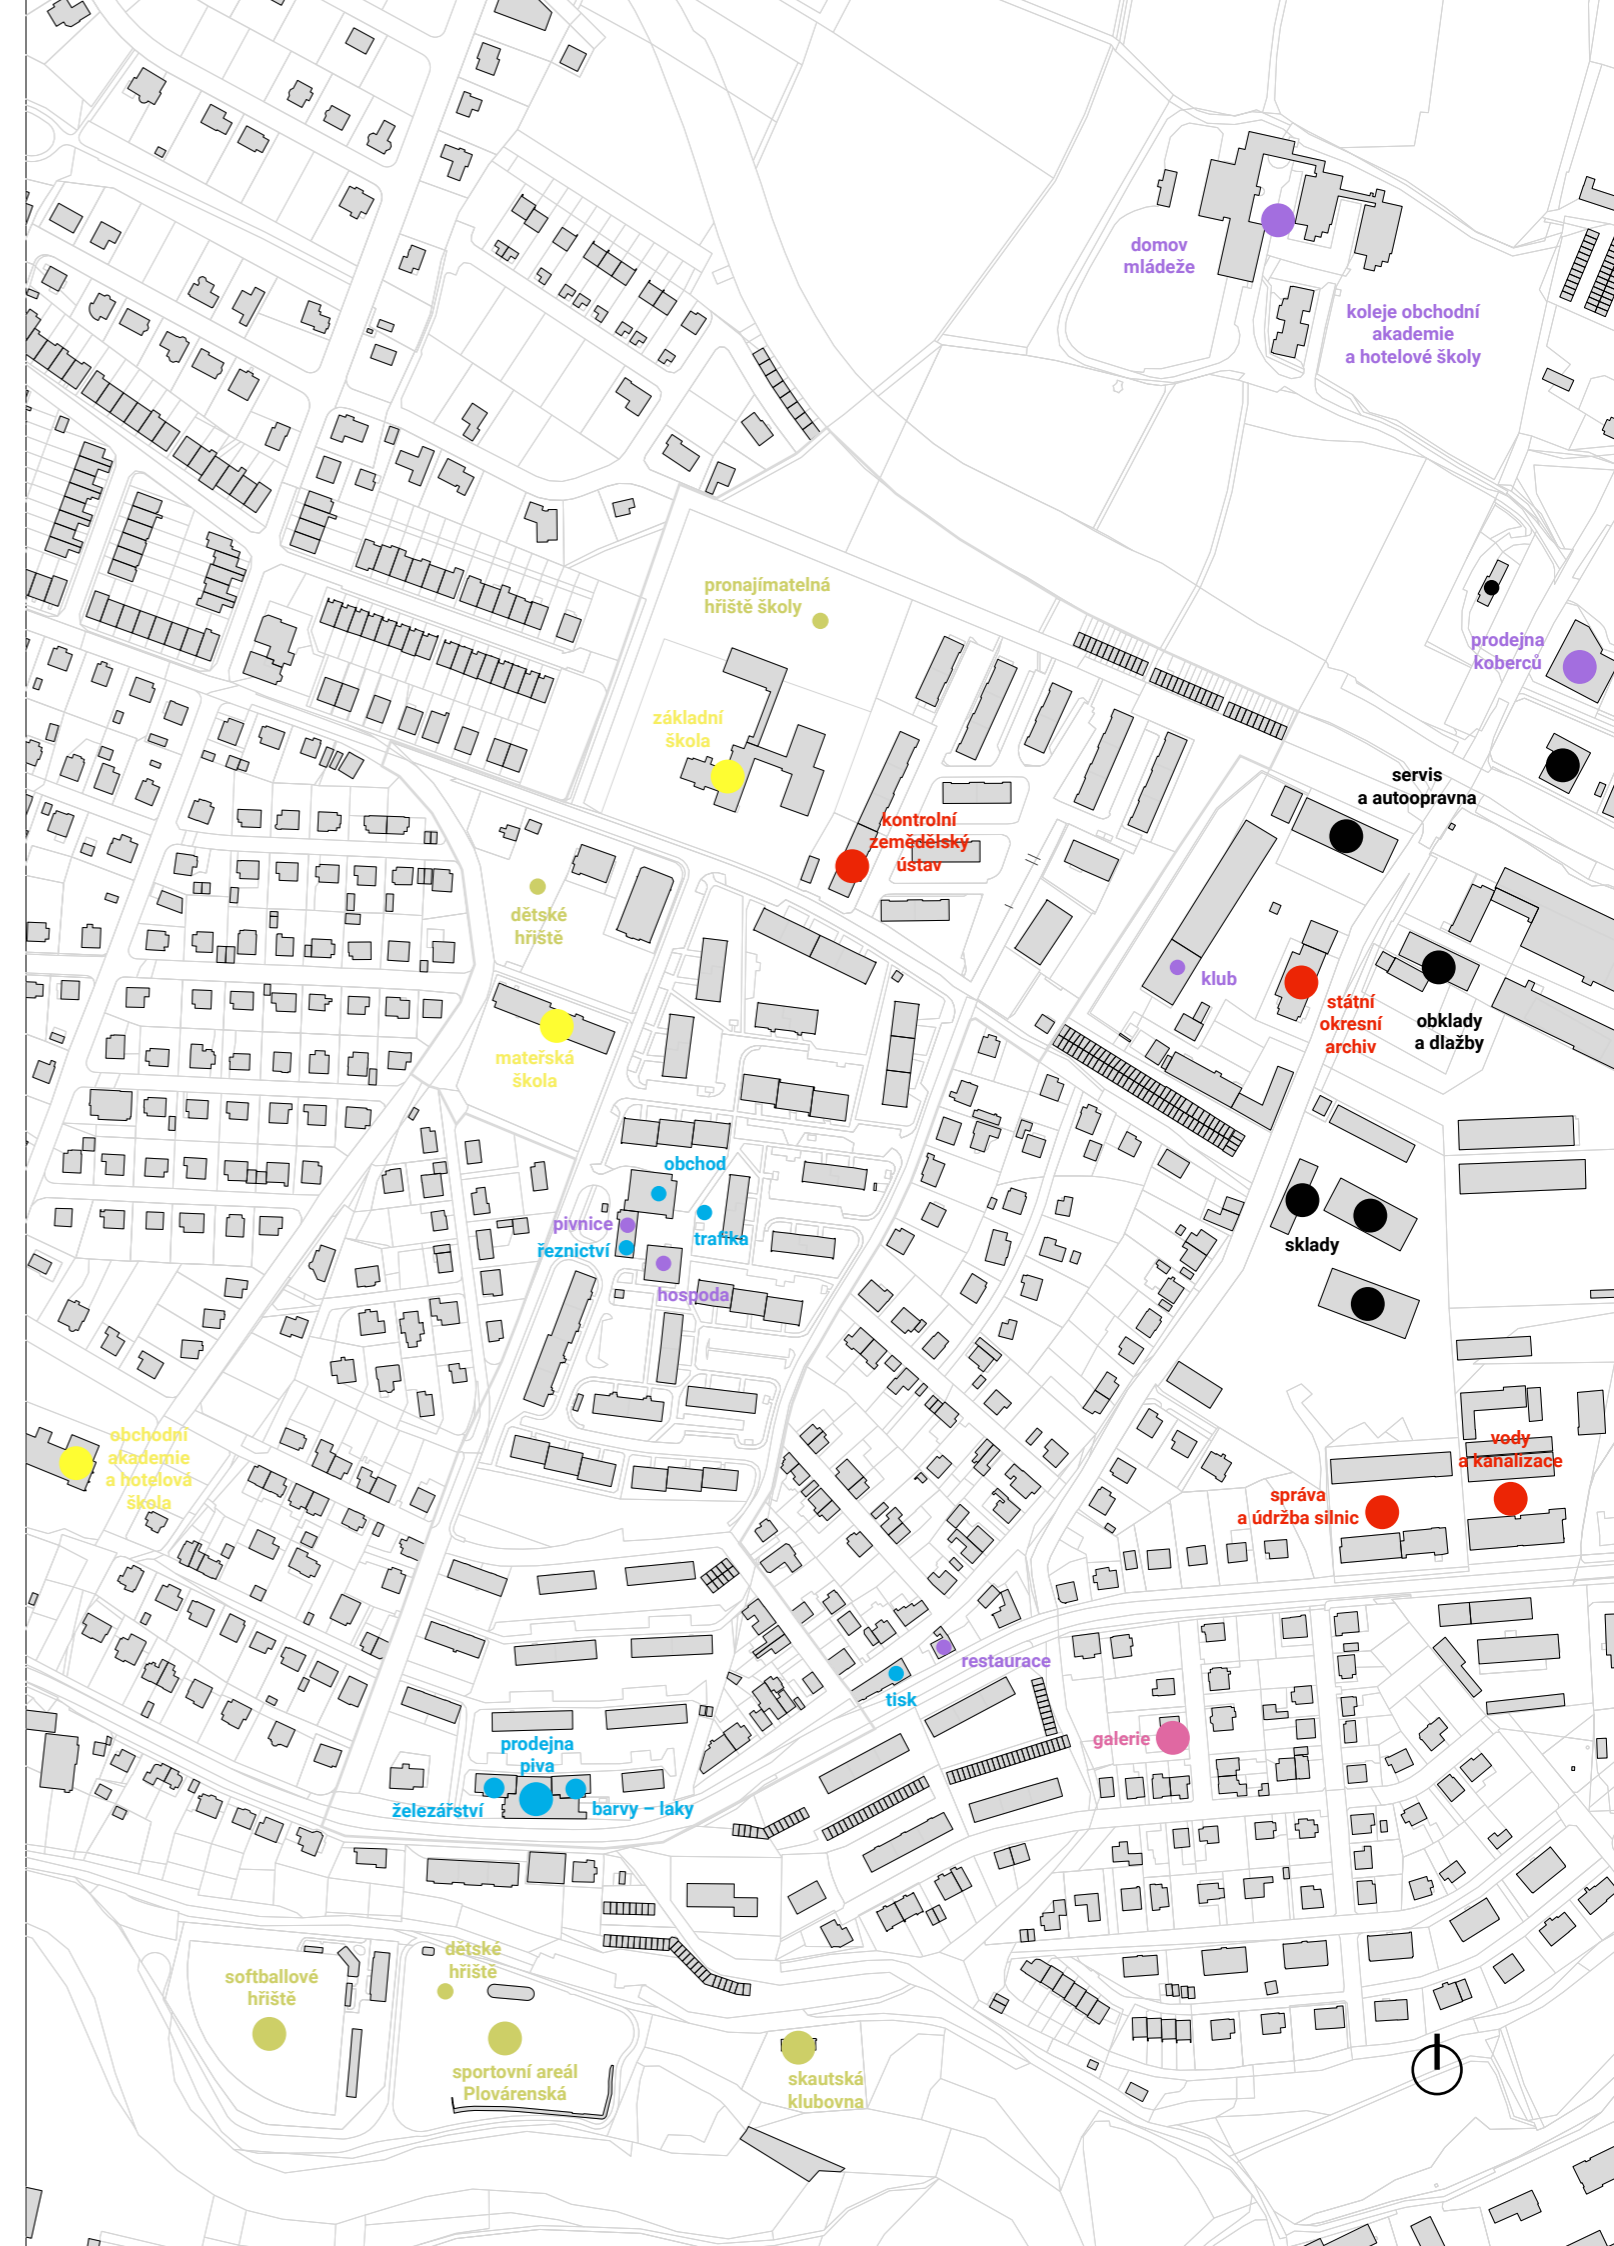 domov
mládeže
koleje obchodní
akademie
a hotelové školy
pronajímatelná
hřiště školy
prodejna
koberců
základní
škola
servis
a autoopravna
kontrolní
zemědělský
ústav
dětské
hřiště
klub
státní
okresní
archiv
obklady
a dlažby
mateřská
škola
obchod
pivnice
trafika
řeznictví
sklady
hospoda
obchodní
akademie
a hotelová
škola
vody
a kanalizace
správa
a údržba silnic
restaurace
tisk
galerie
prodejna
piva
železářství
barvy – laky
dětské
hřiště
softballové
hřiště
sportovní areál
Plovárenská
skautská
klubovna